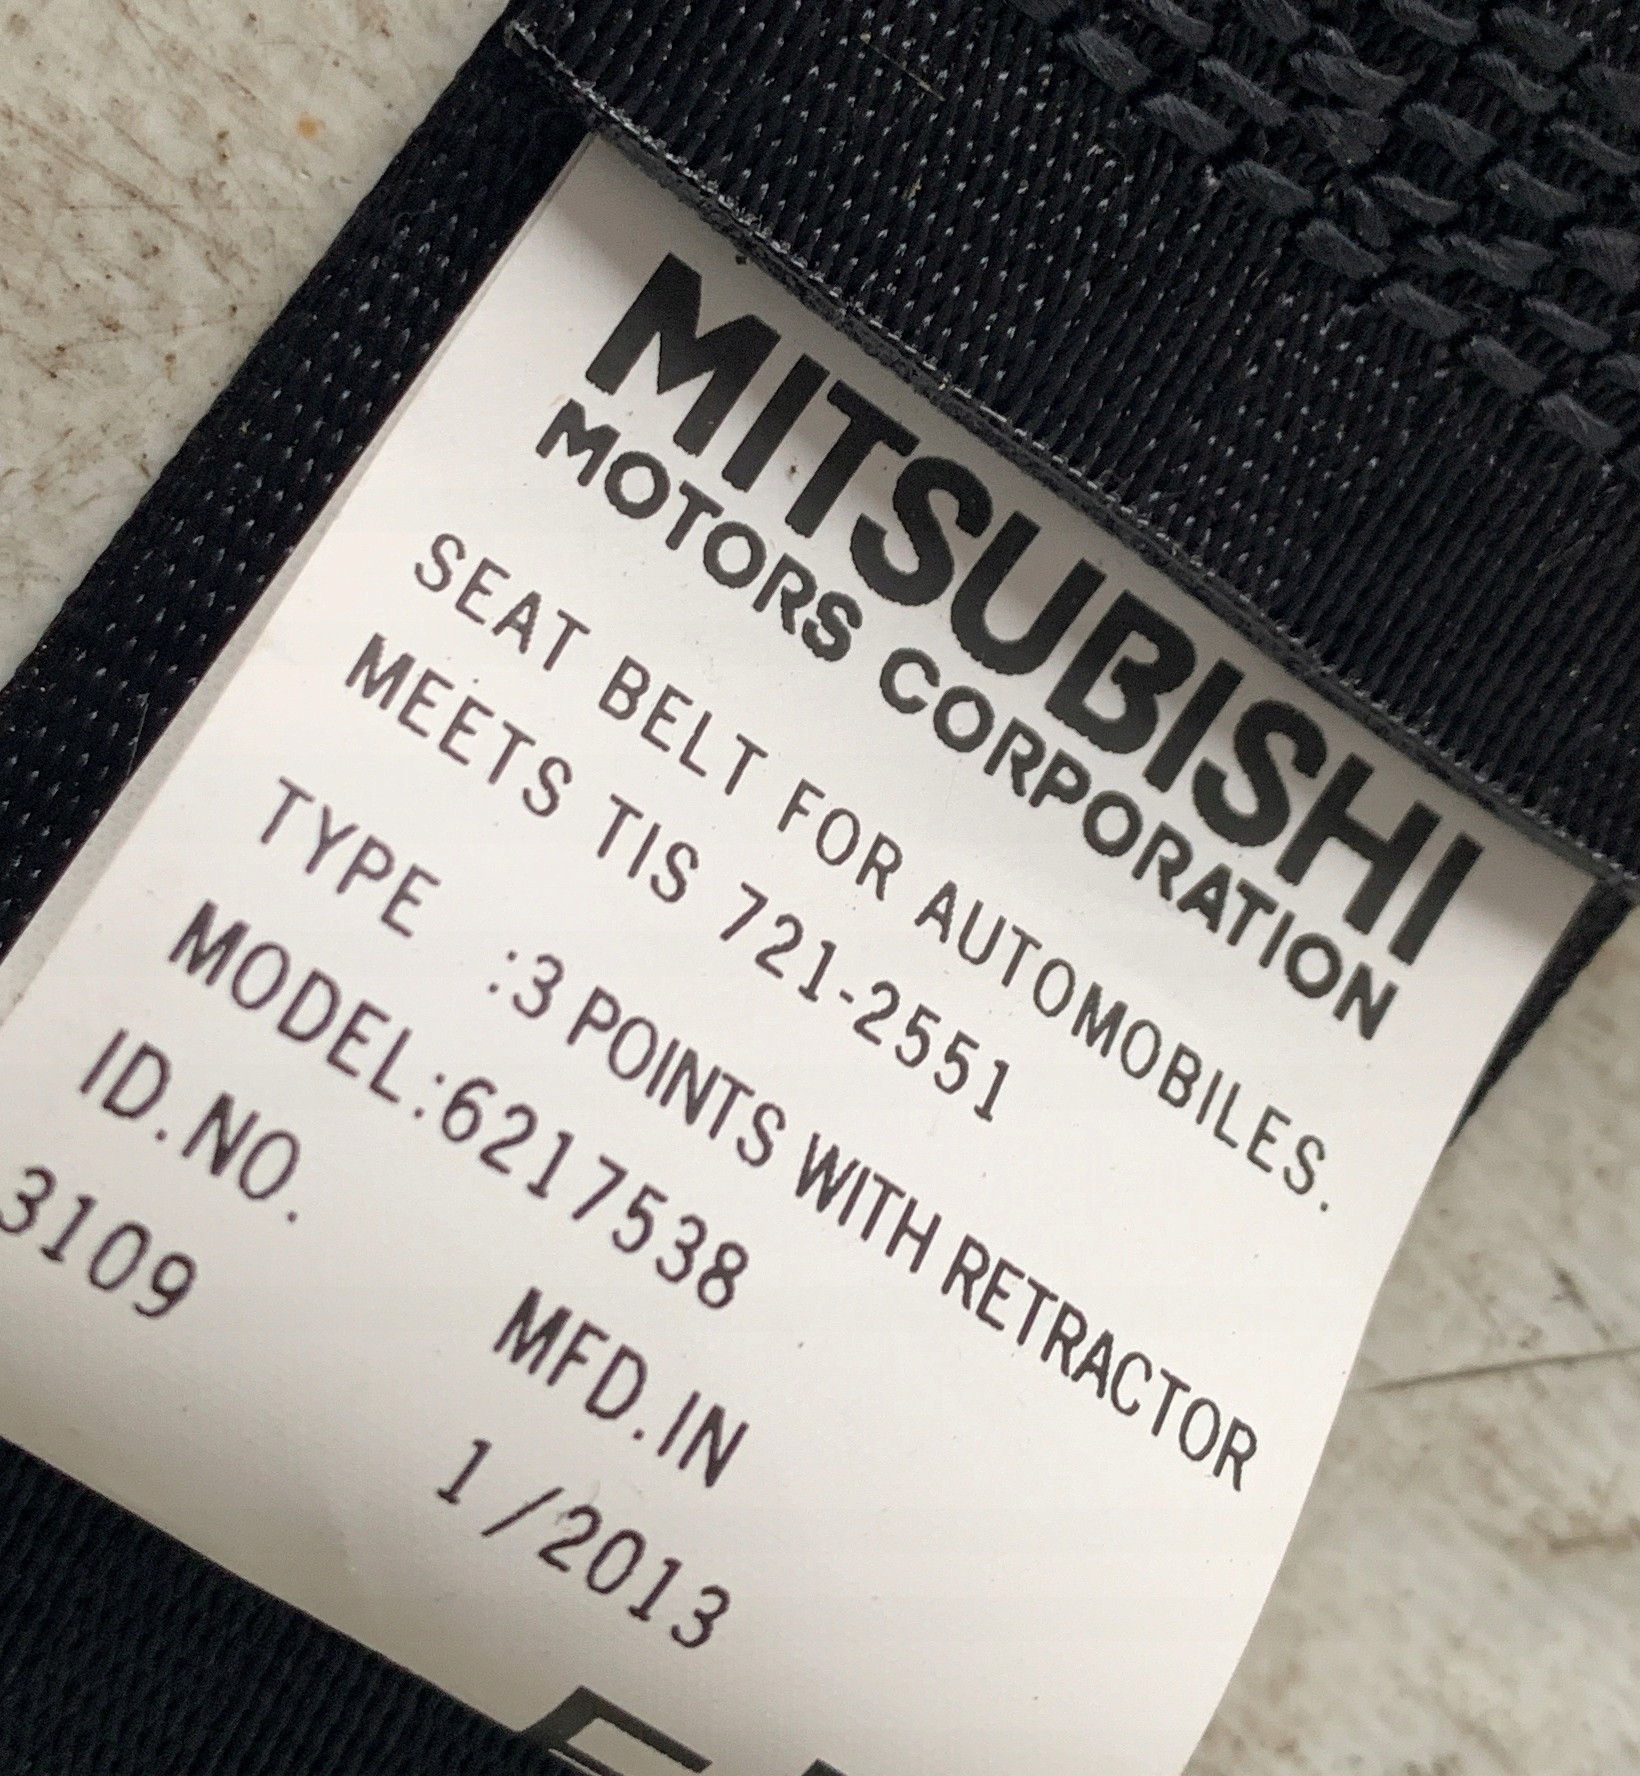 MITSUBISHI
MOTORS CORPORATION
SEAT BELT FOR AUTOMOBILES.
MEETS TIS 721-2551
TYPE :3 POINTS WITH RETRACTOR
MODEL:6217538
ID.NO. MFD.IN
3109 1/2013